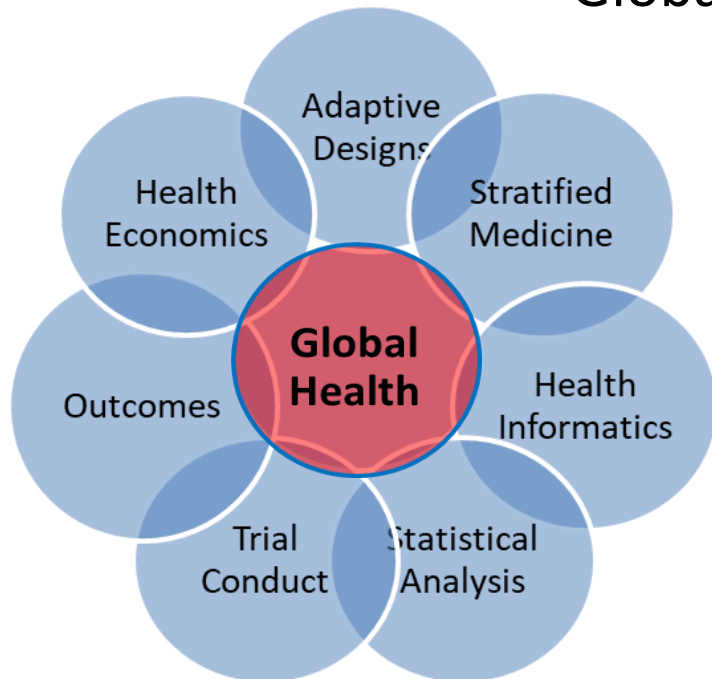 Adaptive
Designs
Health
Economics
Stratified
Medicine
Global
Health
Outcomes
Health
Informatics
Trial
Conduct
Statistical
Analysis